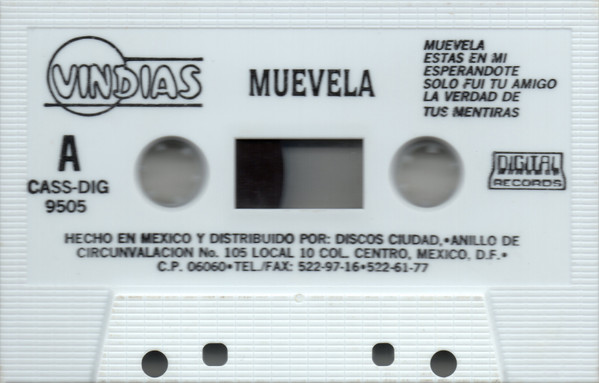 VINDIAS
MUEVELA
MUEVELA
ESTAS EN MI
ESPERANDOTE
SOLO FUI TU AMIGO
LA VERDAD DE
TUS MENTIRAS
A
CASS-DIG
9505
DIGITAL
RECORDS
HECHO EN MEXICO Y DISTRIBUIDO POR: DISCOS CIUDAD,•ANILLO DE
CIRCUNVALACION No. 105 LOCAL 10 COL. CENTRO, MEXICO, D.F.•
C.P. 06060•TEL./FAX: 522-97-16•522-61-77